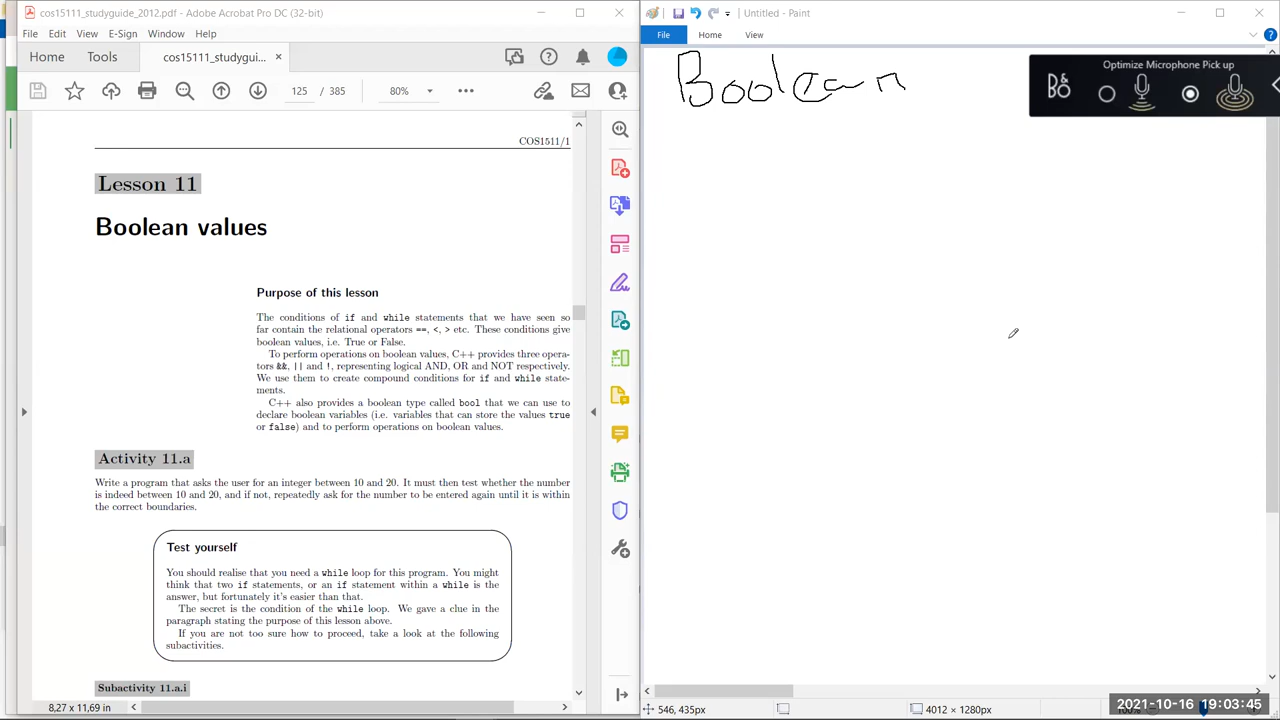 cos15111_studyguide_2012.pdf - Adobe Acrobat Pro DC (32-bit)
File Edit View E-Sign Window Help
Home Tools cos15111_studygui... ×
125 / 385 80%
COS1511/1
Lesson 11
Boolean values
Purpose of this lesson
The conditions of if and while statements that we have seen so
far contain the relational operators ==, <, > etc. These conditions give
boolean values, i.e. True or False.
To perform operations on boolean values, C++ provides three opera-
tors &&, || and !, representing logical AND, OR and NOT respectively.
We use them to create compound conditions for if and while state-
ments.
C++ also provides a boolean type called bool that we can use to
declare boolean variables (i.e. variables that can store the values true
or false) and to perform operations on boolean values.
Activity 11.a
Write a program that asks the user for an integer between 10 and 20. It must then test whether the number
is indeed between 10 and 20, and if not, repeatedly ask for the number to be entered again until it is within
the correct boundaries.
Test yourself
You should realise that you need a while loop for this program. You might
think that two if statements, or an if statement within a while is the
answer, but fortunately it's easier than that.
The secret is the condition of the while loop. We gave a clue in the
paragraph stating the purpose of this lesson above.
If you are not too sure how to proceed, take a look at the following
subactivities.
Subactivity 11.a.i
8,27 x 11,69 in
Untitled - Paint
File Home View
Boolean
Optimize Microphone Pick up
B&O
546, 435px 4012 × 1280px
2021-10-16 19:03:45